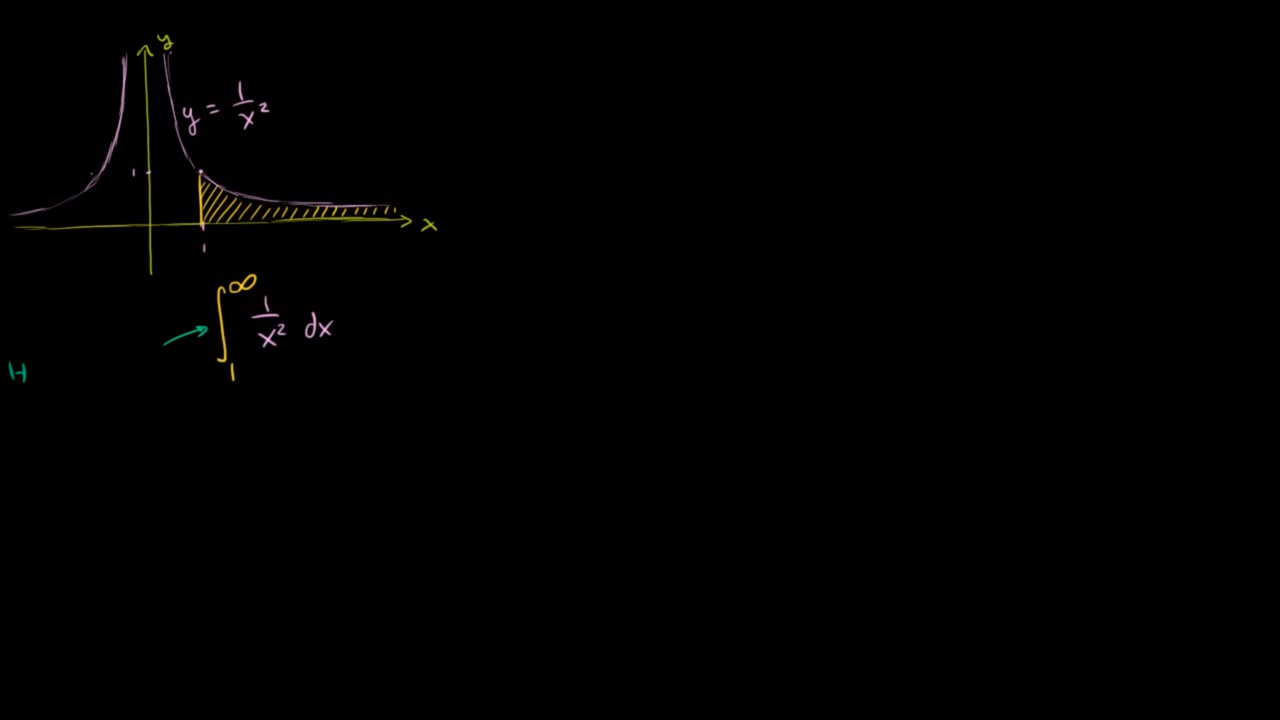 y
y = 1/x²
1
x
1
∫₁^∞ 1/x² dx
H